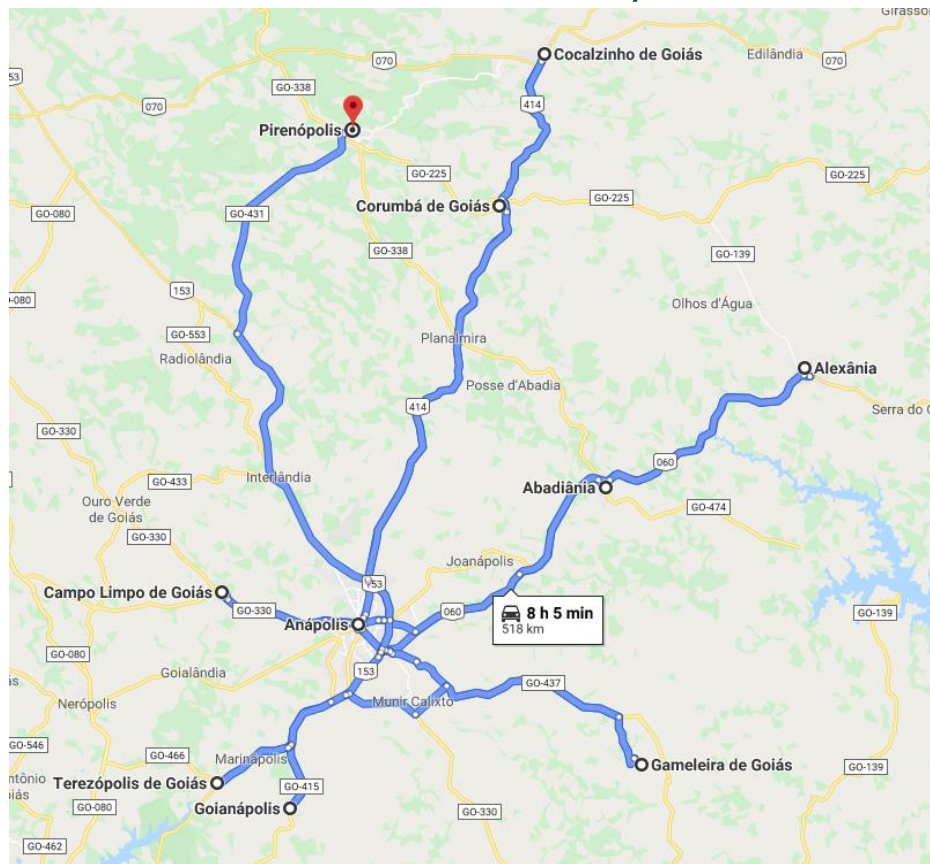 Girasso
Cocalzinho de Goiás
Edilândia
070
070
53
GO-338
070
414
Pirenópolis
GO-225
GO-225
Corumbá de Goiás
GO-225
GO-080
GO-431
GO-338
GO-139
153
-080
Olhos d'Água
GO-553
Planalmira
Radiolândia
Alexânia
Posse d'Abadia
414
Serra do
GO-330
060
Interlândia
GO-433
Abadiânia
Ouro Verde
de Goiás
GO-474
GO-330
Joanápolis
153
Campo Limpo de Goiás
GO-330
060
8 h 5 min
518 km
GO-139
Anápolis
GO-080
153
Goialândia
GO-437
Munir Calixto
Nerópolis
GO-546
GO-466
Marinápolis
Gameleira de Goiás
GO-139
Terezópolis de Goiás
GO-415
Goianápolis
GO-080
GO-330
GO-462